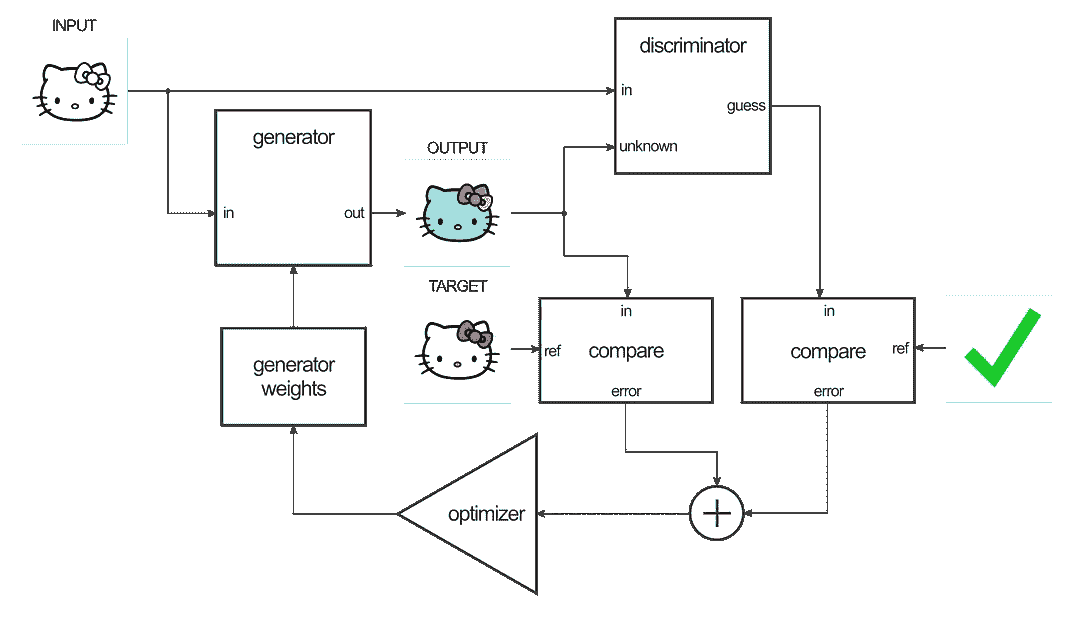 INPUT
discriminator
in
guess
generator
OUTPUT
unknown
in
out
TARGET
in
in
generator
weights
ref
compare
compare
ref
error
error
optimizer
+